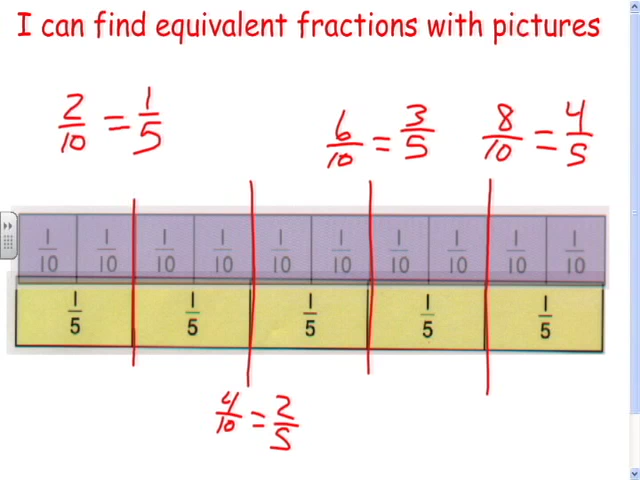 I can find equivalent fractions with pictures
2/10 = 1/5
6/10 = 3/5
8/10 = 4/5
1/10 1/10 1/10 1/10 1/10 1/10 1/10 1/10 1/10 1/10
1/5 1/5 1/5 1/5 1/5
4/10 = 2/5